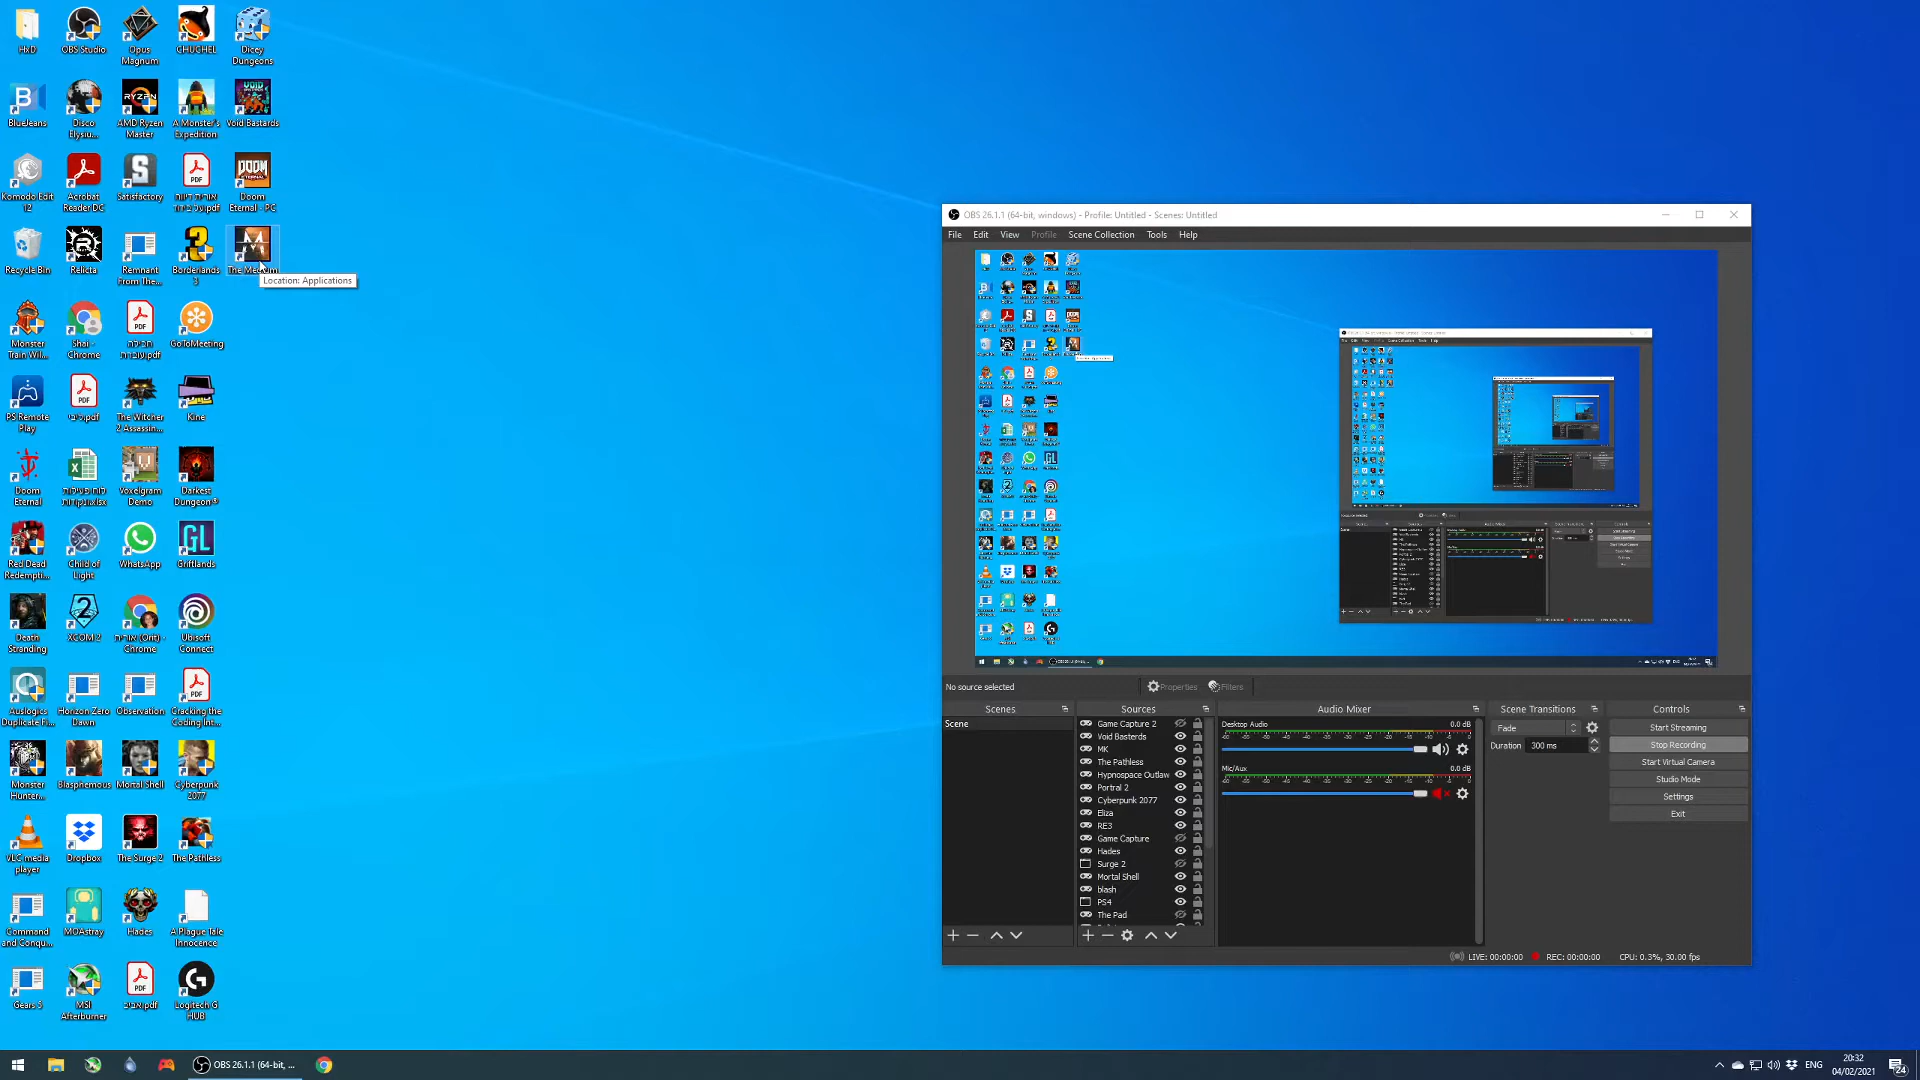 HxD
OBS Studio
Opus
Magnum
CHUCHEL
Dicey
Dungeons
BlueJeans
Disco
Elysiu...
AMD Ryzen
Master
A Monster's
Expedition
Void Bastards
Komodo Edit
12
Acrobat
Reader DC
Satisfactory
Doom
Eternal - PC
Recycle Bin
Relicta
Remnant
From The...
Borderlands
3
Location: Applications
Monster
Train Wil...
Shai -
Chrome
GoToMeeting
PS Remote
Play
The Witcher
2 Assassin...
Kine
Doom
Eternal
Voxelgram
Demo
Darkest
Dungeon®
Red Dead
Redempti...
Child of
Light
WhatsApp
Griftlands
Death
Stranding
XCOM 2
Chrome
Ubisoft
Connect
Auslogics
Duplicate Fi...
Horizon Zero
Dawn
Observation
Cracking the
Coding Int...
Monster
Hunter...
Blasphemous
Mortal Shell
Cyberpunk
2077
VLC media
player
Dropbox
The Surge 2
The Pathless
Command
and Conqu...
MOAstray
Hades
A Plague Tale
Innocence
Gears 5
MSI
Afterburner
אביב.pdf
Logitech G
HUB
OBS 26.1.1 (64-bit, windows) - Profile: Untitled - Scenes: Untitled
File Edit View Profile Scene Collection Tools Help
No source selected
Properties
Filters
Scenes
Sources
Audio Mixer
Scene Transitions
Controls
Scene
Game Capture 2
Void Basterds
MK
The Pathless
Hypnospace Outlaw
Portral 2
Cyberpunk 2077
Eliza
RE3
Game Capture
Hades
Surge 2
Mortal Shell
blash
PS4
The Pad
Desktop Audio
0.0 dB
Mic/Aux
0.0 dB
Fade
Duration
300 ms
Start Streaming
Stop Recording
Start Virtual Camera
Studio Mode
Settings
Exit
LIVE: 00:00:00
REC: 00:00:00
CPU: 0.3%, 30.00 fps
OBS 26.1.1 (64-bit, ...
ENG
20:32
04/02/2021
24